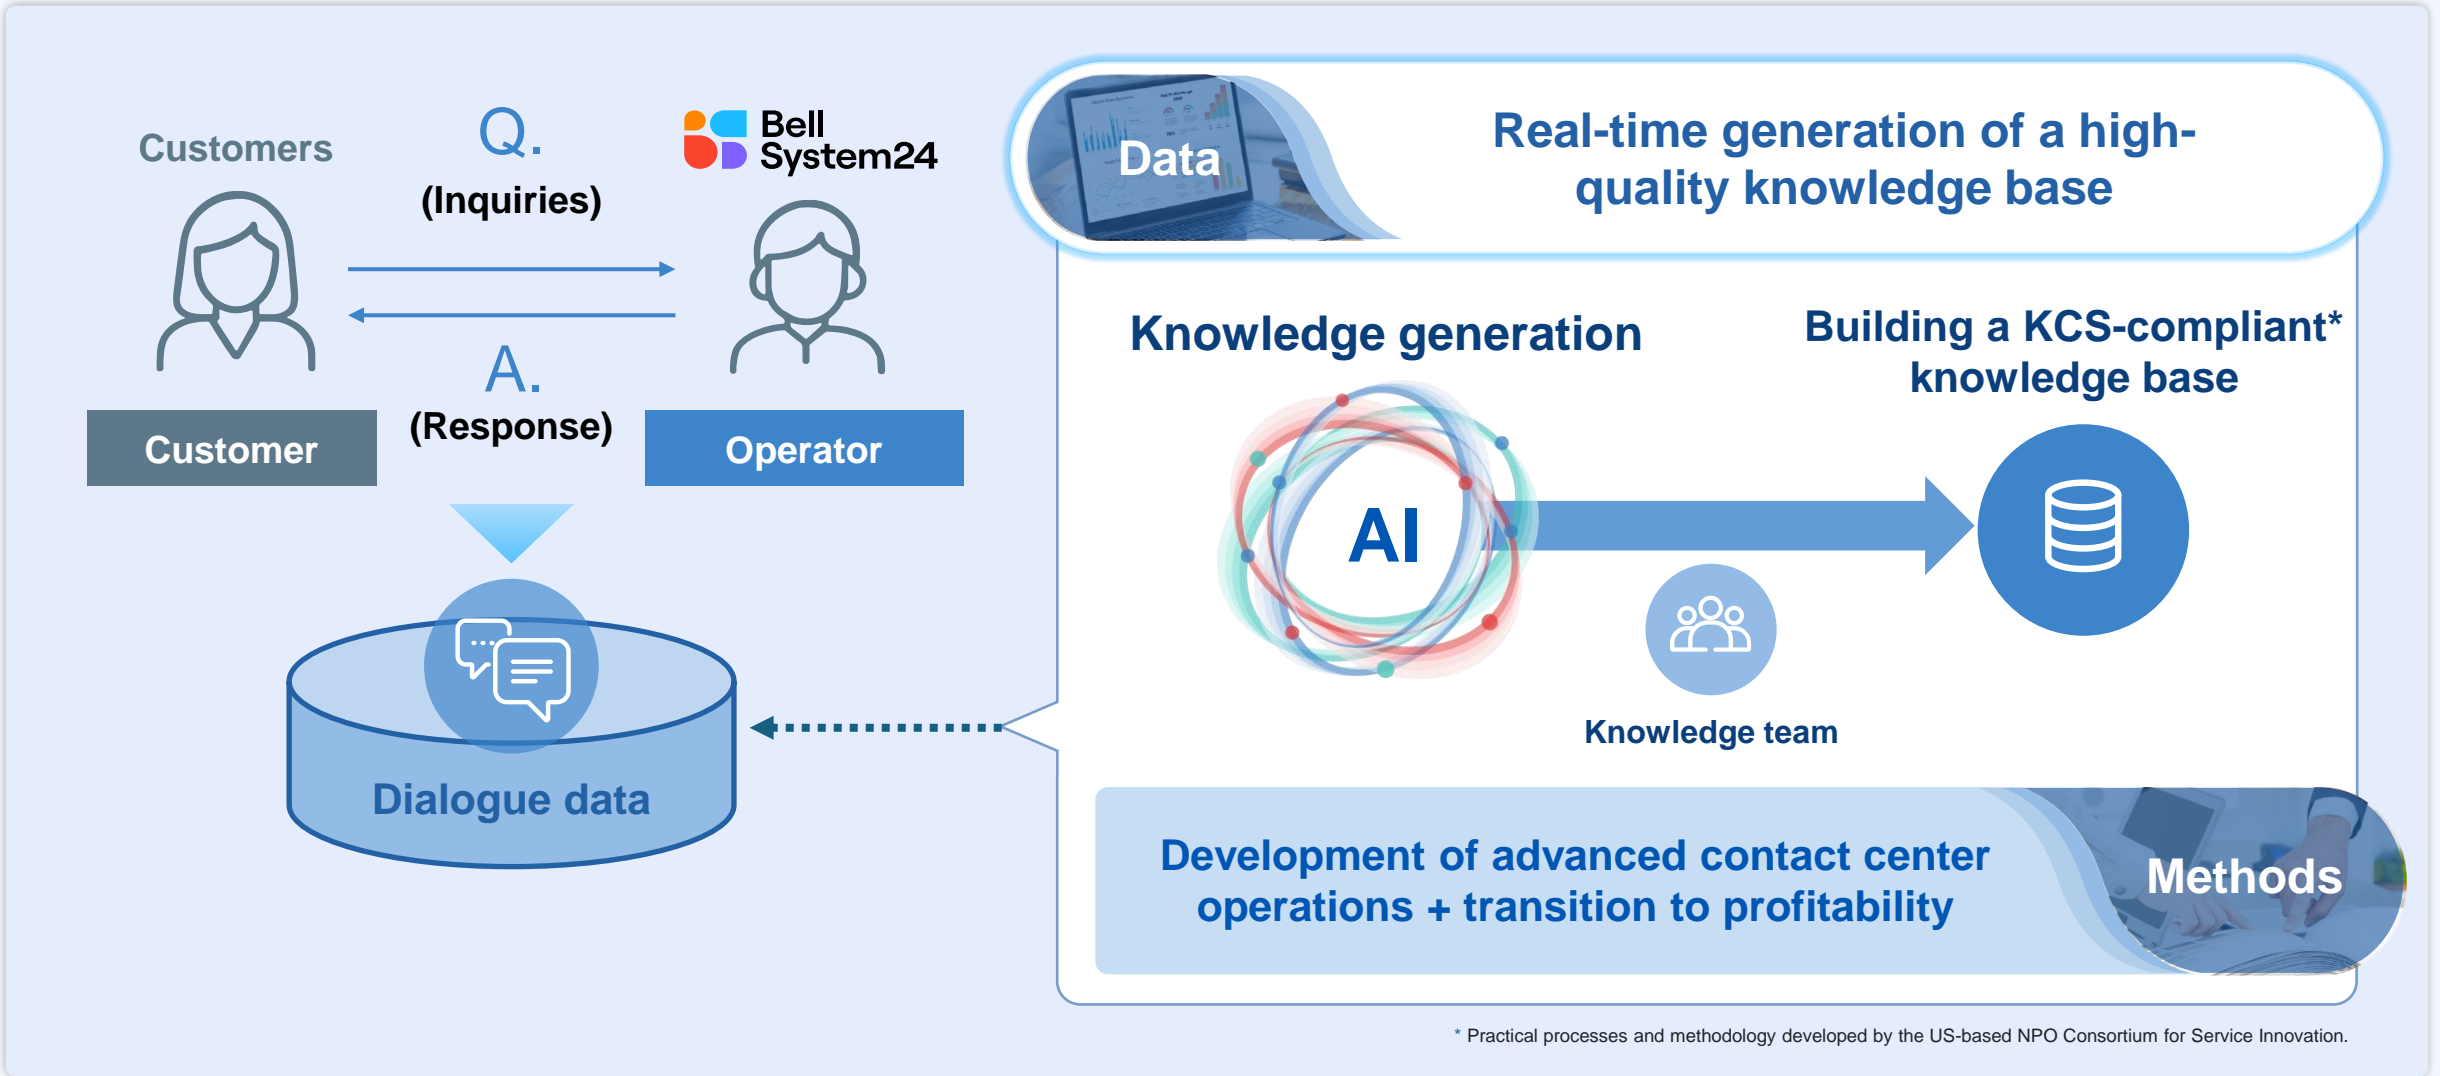 Customers
Q.
(Inquiries)
Bell
System24
A.
(Response)
Customer
Operator
Dialogue data
Data
Real-time generation of a high-
quality knowledge base
Knowledge generation
Building a KCS-compliant*
knowledge base
AI
Knowledge team
Development of advanced contact center
operations + transition to profitability
Methods
* Practical processes and methodology developed by the US-based NPO Consortium for Service Innovation.